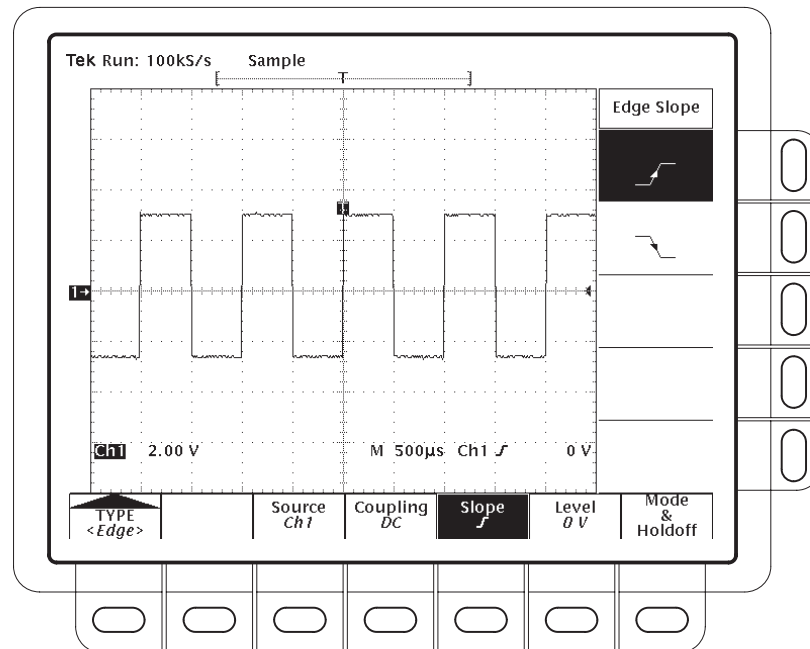 Tek Run: 100kS/s Sample
T
Edge Slope
1
Ch1 2.00 V M 500µs Ch1 0 V
TYPE
<Edge>
Source
Ch1
Coupling
DC
Slope
Level
0 V
Mode
&
Holdoff